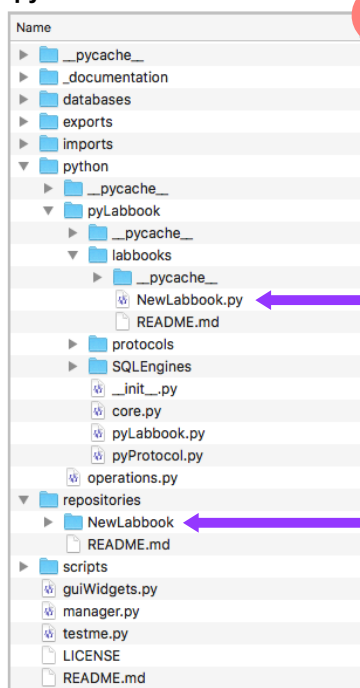 Name
__pycache__
_documentation
databases
exports
imports
python
__pycache__
pyLabbook
__pycache__
labbooks
__pycache__
NewLabbook.py
README.md
protocols
SQLEngines
__init__.py
core.py
pyLabbook.py
pyProtocol.py
operations.py
repositories
NewLabbook
README.md
scripts
guiWidgets.py
manager.py
testme.py
LICENSE
README.md